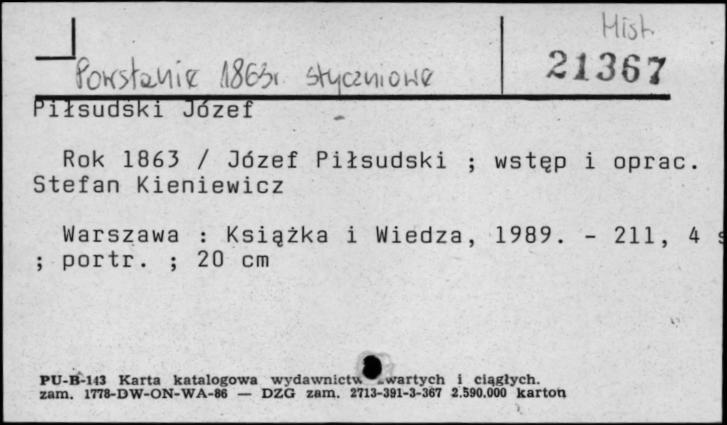 Hist.
21367
Powstanie 1863r. styczniowe
Piłsudski Józef
Rok 1863 / Józef Piłsudski ; wstęp i oprac.
Stefan Kieniewicz
Warszawa : Książka i Wiedza, 1989. - 211, 4 s
; portr. ; 20 cm
PU-B-143 Karta katalogowa wydawnictw zwartych i ciągłych.
zam. 1778-DW-ON-WA-86 — DZG zam. 2713-391-3-367 2.590.000 karton